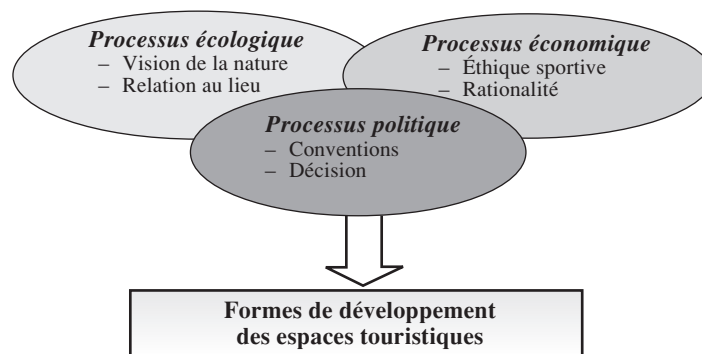 Processus écologique
– Vision de la nature
– Relation au lieu
Processus économique
– Éthique sportive
– Rationalité
Processus politique
– Conventions
– Décision
Formes de développement
des espaces touristiques